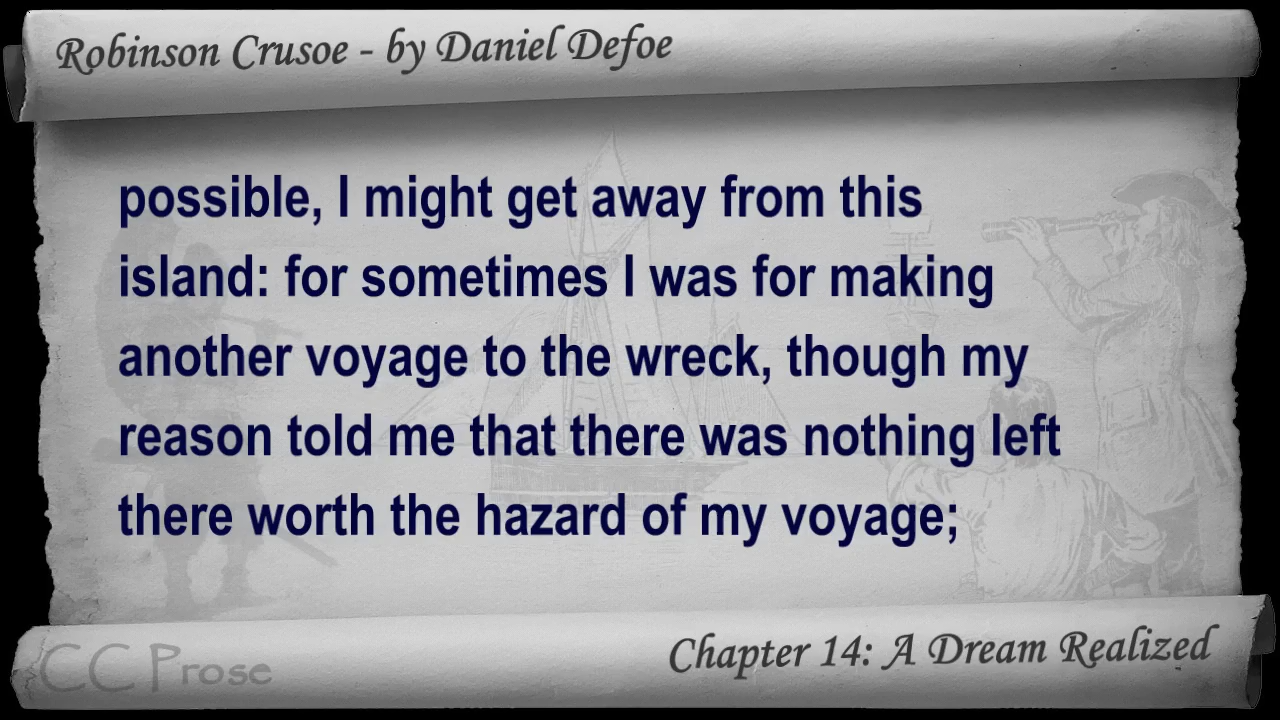 Robinson Crusoe - by Daniel Defoe
possible, I might get away from this
island: for sometimes I was for making
another voyage to the wreck, though my
reason told me that there was nothing left
there worth the hazard of my voyage;
Chapter 14: A Dream Realized
CC Prose